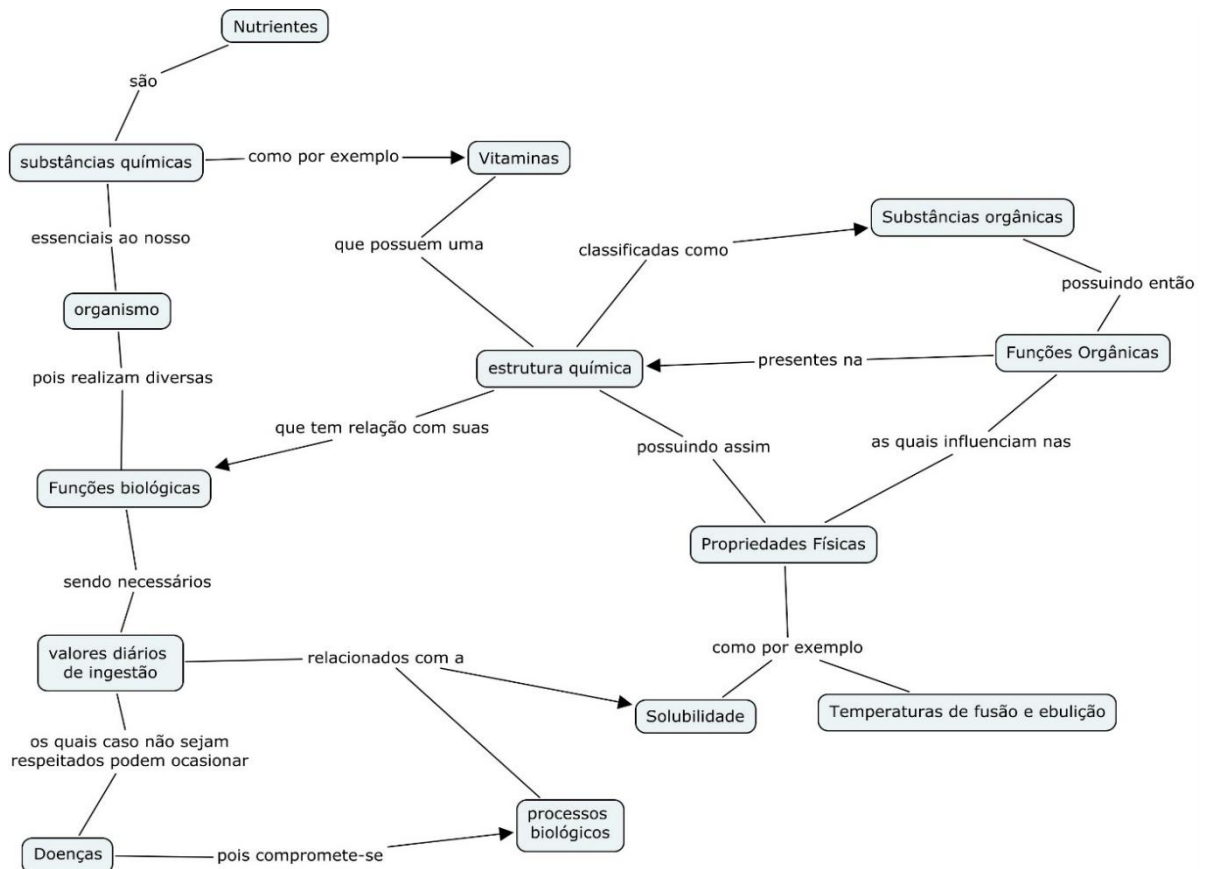 Nutrientes
são
substâncias químicas
como por exemplo
Vitaminas
essenciais ao nosso
que possuem uma
classificadas como
Substâncias orgânicas
possuindo então
organismo
estrutura química
presentes na
Funções Orgânicas
pois realizam diversas
que tem relação com suas
possuindo assim
as quais influenciam nas
Funções biológicas
Propriedades Físicas
sendo necessários
valores diários
de ingestão
relacionados com a
como por exemplo
Solubilidade
Temperaturas de fusão e ebulição
os quais caso não sejam
respeitados podem ocasionar
processos
biológicos
Doenças
pois compromete-se